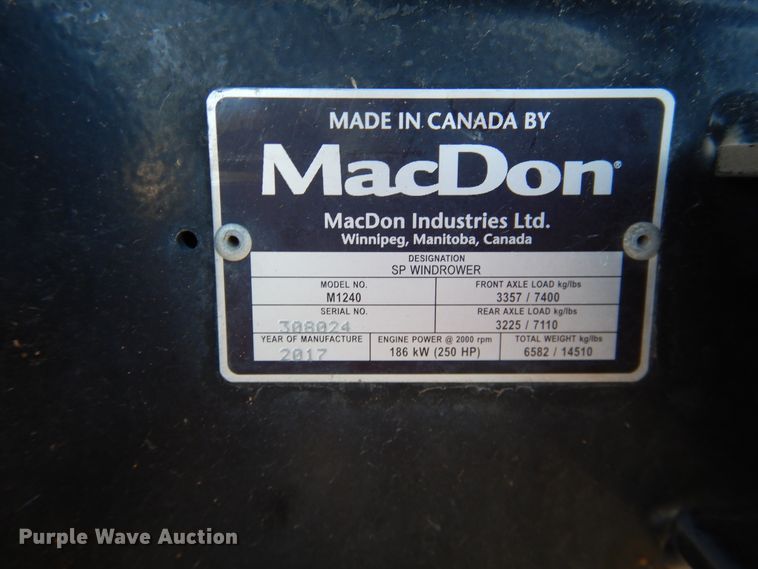 MADE IN CANADA BY
MacDon®
MacDon Industries Ltd.
Winnipeg, Manitoba, Canada
DESIGNATION
SP WINDROWER
MODEL NO.
M1240
FRONT AXLE LOAD kg/lbs
3357 / 7400
SERIAL NO.
308024
REAR AXLE LOAD kg/lbs
3225 / 7110
YEAR OF MANUFACTURE
2017
ENGINE POWER @ 2000 rpm
186 kW (250 HP)
TOTAL WEIGHT kg/lbs
6582 / 14510
Purple Wave Auction